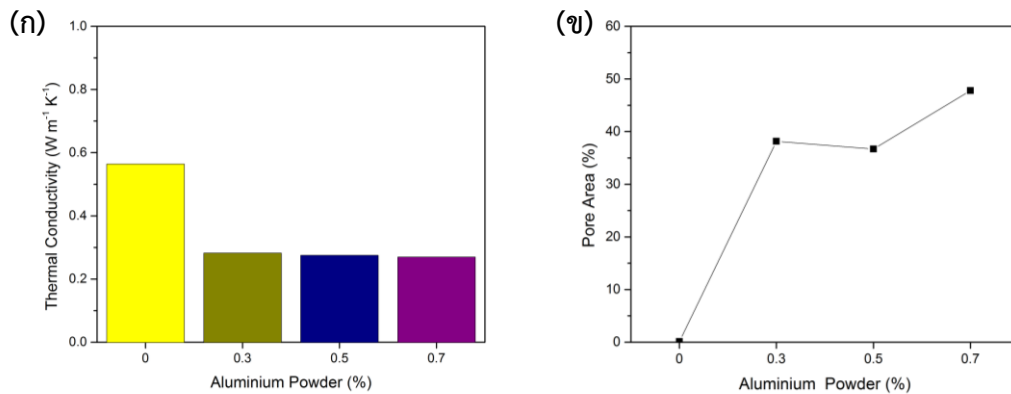 (ก)
1.0
0.8
0.6
0.4
0.2
0.0
Thermal Conductivity (W m⁻¹ K⁻¹)
0 0.3 0.5 0.7
Aluminium Powder (%)
(ข)
60
50
40
30
20
10
0
Pore Area (%)
0 0.3 0.5 0.7
Aluminium Powder (%)